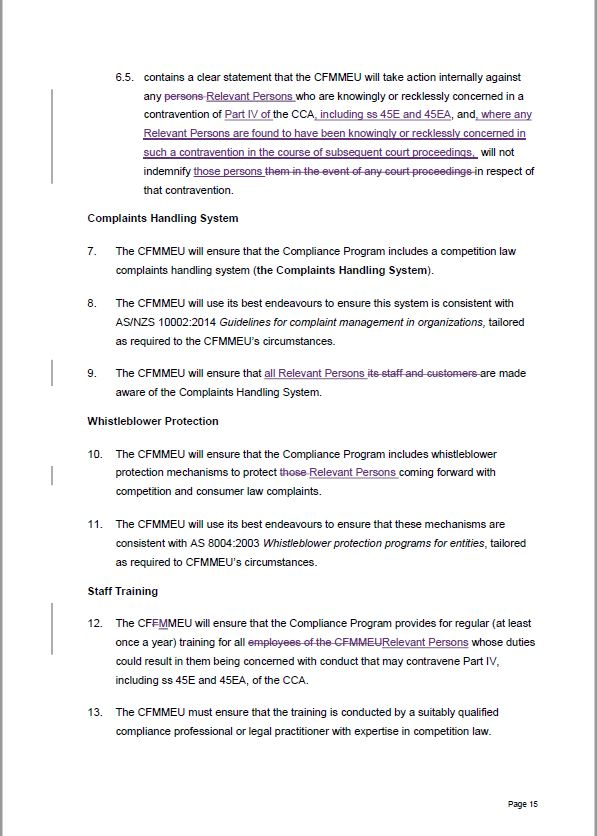 6.5. contains a clear statement that the CFMMEU will take action internally against
any persons Relevant Persons who are knowingly or recklessly concerned in a
contravention of Part IV of the CCA, including ss 45E and 45EA, and, where any
Relevant Persons are found to have been knowingly or recklessly concerned in
such a contravention in the course of subsequent court proceedings, will not
indemnify those persons them in the event of any court proceedings in respect of
that contravention.
Complaints Handling System
7. The CFMMEU will ensure that the Compliance Program includes a competition law
complaints handling system (the Complaints Handling System).
8. The CFMMEU will use its best endeavours to ensure this system is consistent with
AS/NZS 10002:2014 Guidelines for complaint management in organizations, tailored
as required to the CFMMEU's circumstances.
9. The CFMMEU will ensure that all Relevant Persons its staff and customers are made
aware of the Complaints Handling System.
Whistleblower Protection
10. The CFMMEU will ensure that the Compliance Program includes whistleblower
protection mechanisms to protect those Relevant Persons coming forward with
competition and consumer law complaints.
11. The CFMMEU will use its best endeavours to ensure that these mechanisms are
consistent with AS 8004:2003 Whistleblower protection programs for entities, tailored
as required to CFMMEU's circumstances.
Staff Training
12. The CFFMMMEU will ensure that the Compliance Program provides for regular (at least
once a year) training for all employees of the CFMMEURelevant Persons whose duties
could result in them being concerned with conduct that may contravene Part IV,
including ss 45E and 45EA, of the CCA.
13. The CFMMEU must ensure that the training is conducted by a suitably qualified
compliance professional or legal practitioner with expertise in competition law.
Page 15